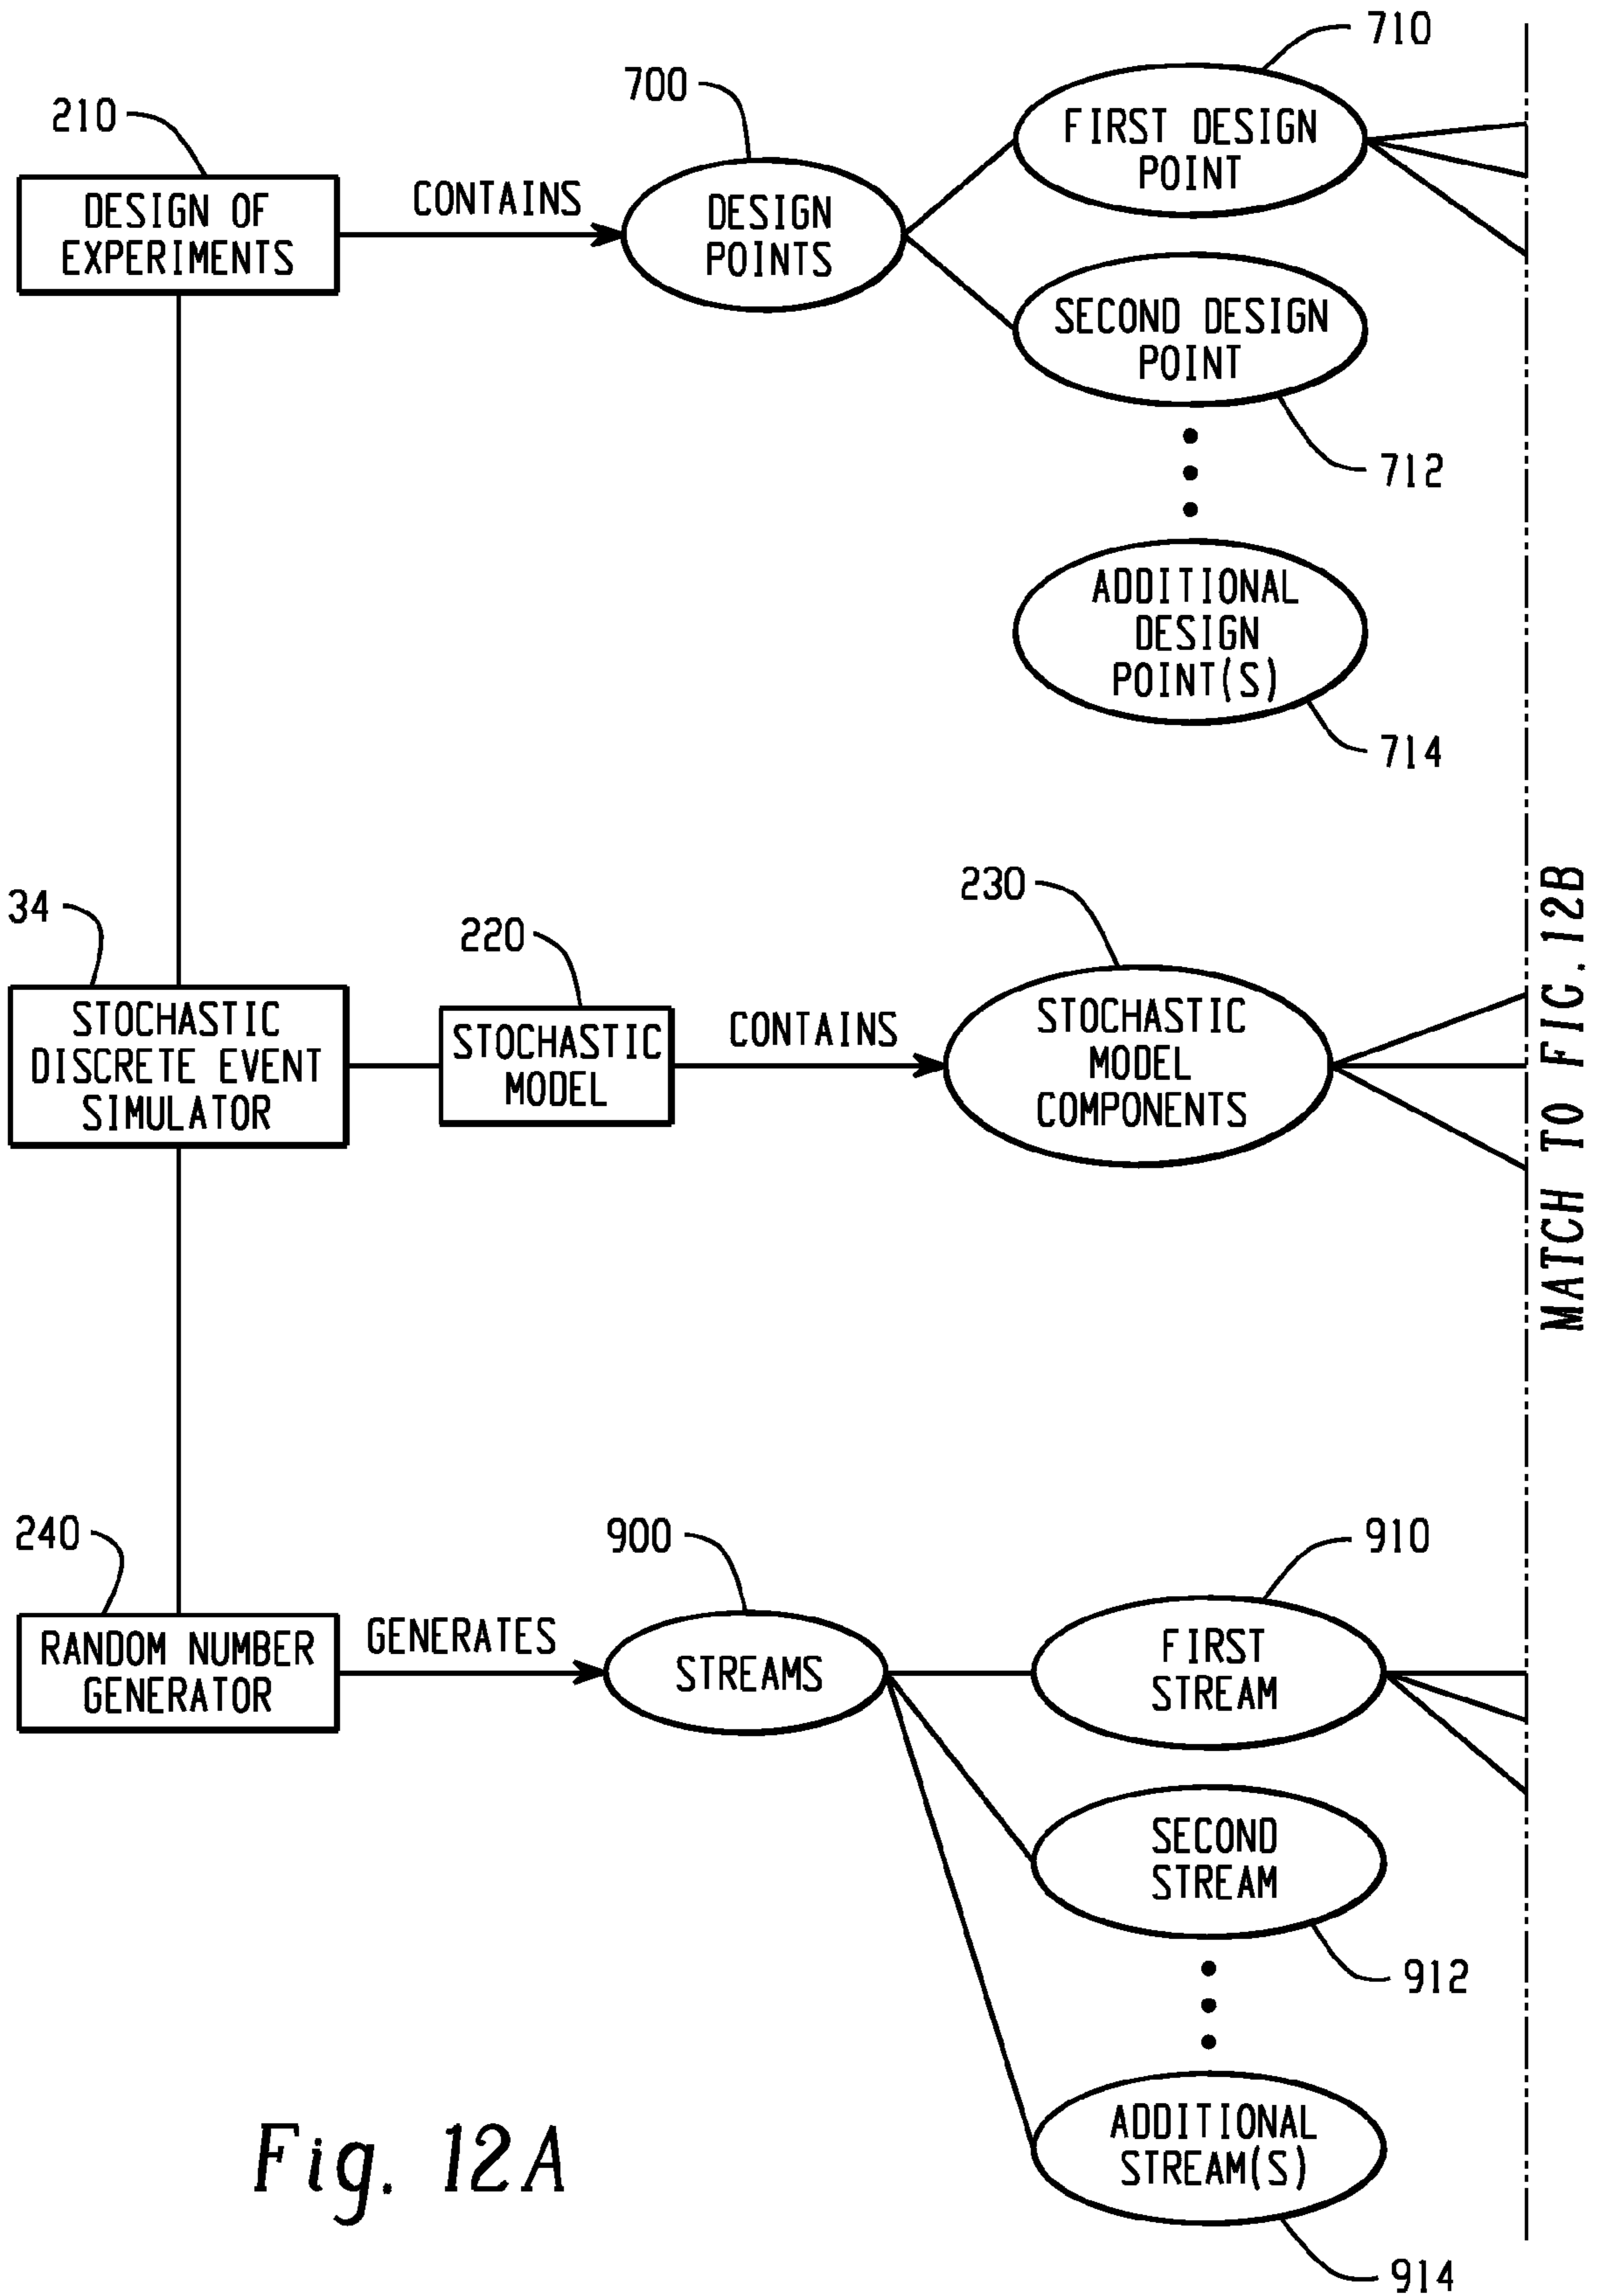 710
700
210
FIRST DESIGN
POINT
CONTAINS
DESIGN OF
EXPERIMENTS
DESIGN
POINTS
SECOND DESIGN
POINT
712
ADDITIONAL
DESIGN
POINT(S)
714
230
34
220
STOCHASTIC
DISCRETE EVENT
SIMULATOR
STOCHASTIC
MODEL
CONTAINS
STOCHASTIC
MODEL
COMPONENTS
MATCH TO FIG. 12B
240
900
910
RANDOM NUMBER
GENERATOR
GENERATES
STREAMS
FIRST
STREAM
SECOND
STREAM
912
ADDITIONAL
STREAM(S)
914
Fig. 12A